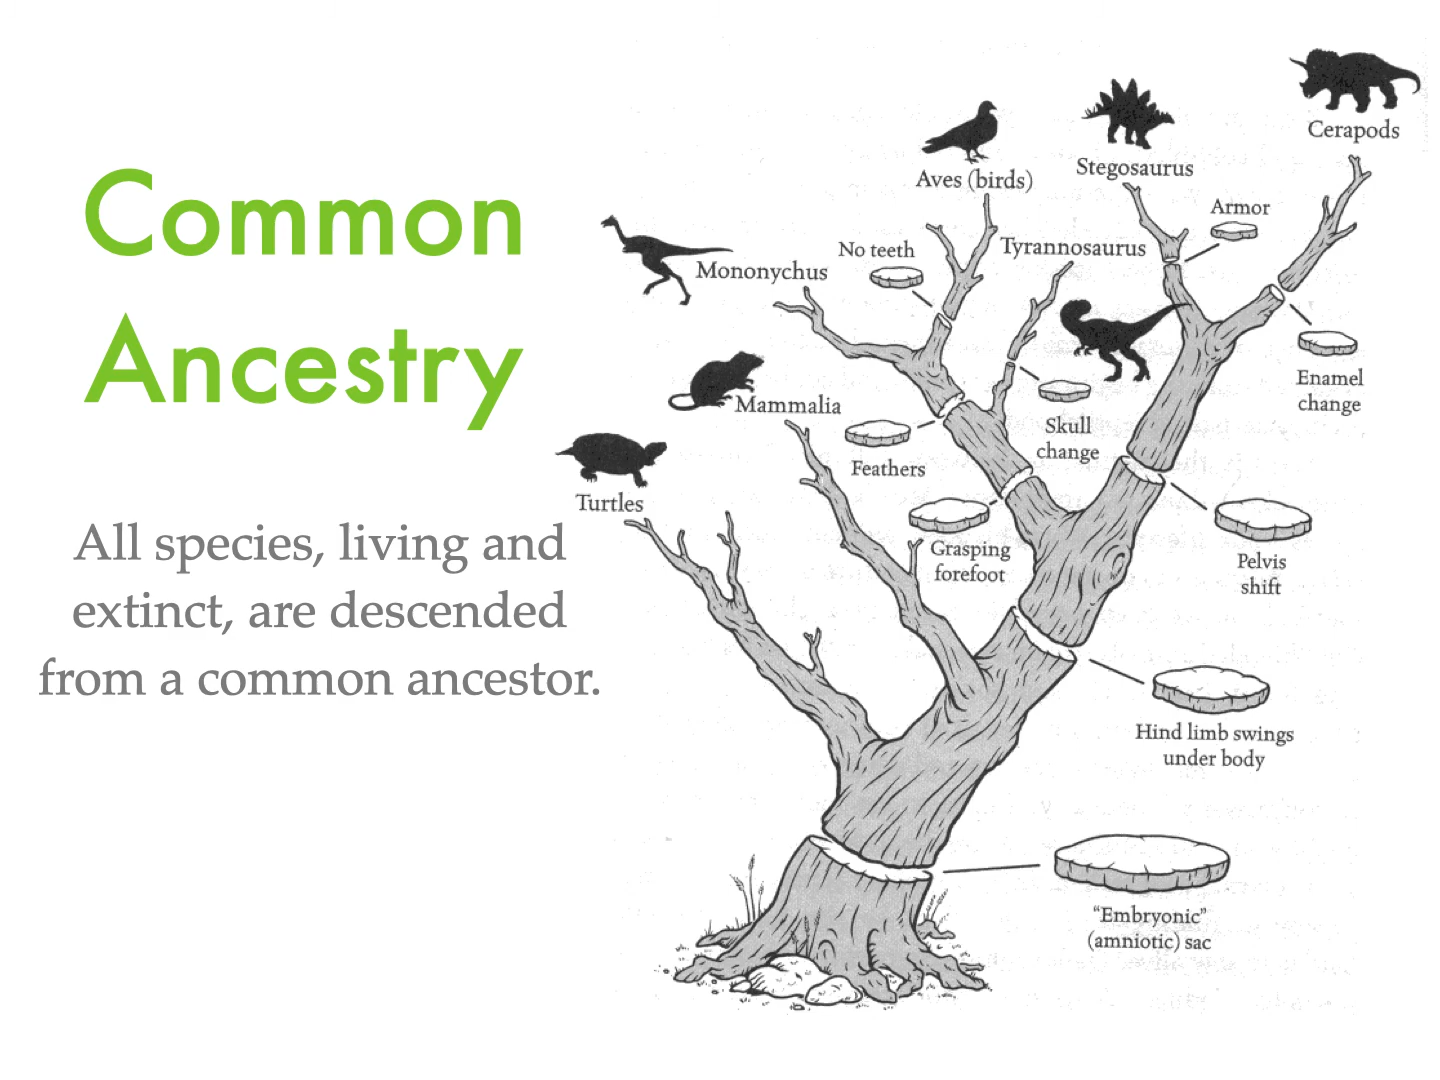 Common
Ancestry
All species, living and
extinct, are descended
from a common ancestor.
Cerapods
Stegosaurus
Aves (birds)
Armor
No teeth
Tyrannosaurus
Mononychus
Enamel
change
Mammalia
Skull
change
Feathers
Turtles
Grasping
forefoot
Pelvis
shift
Hind limb swings
under body
“Embryonic”
(amniotic) sac